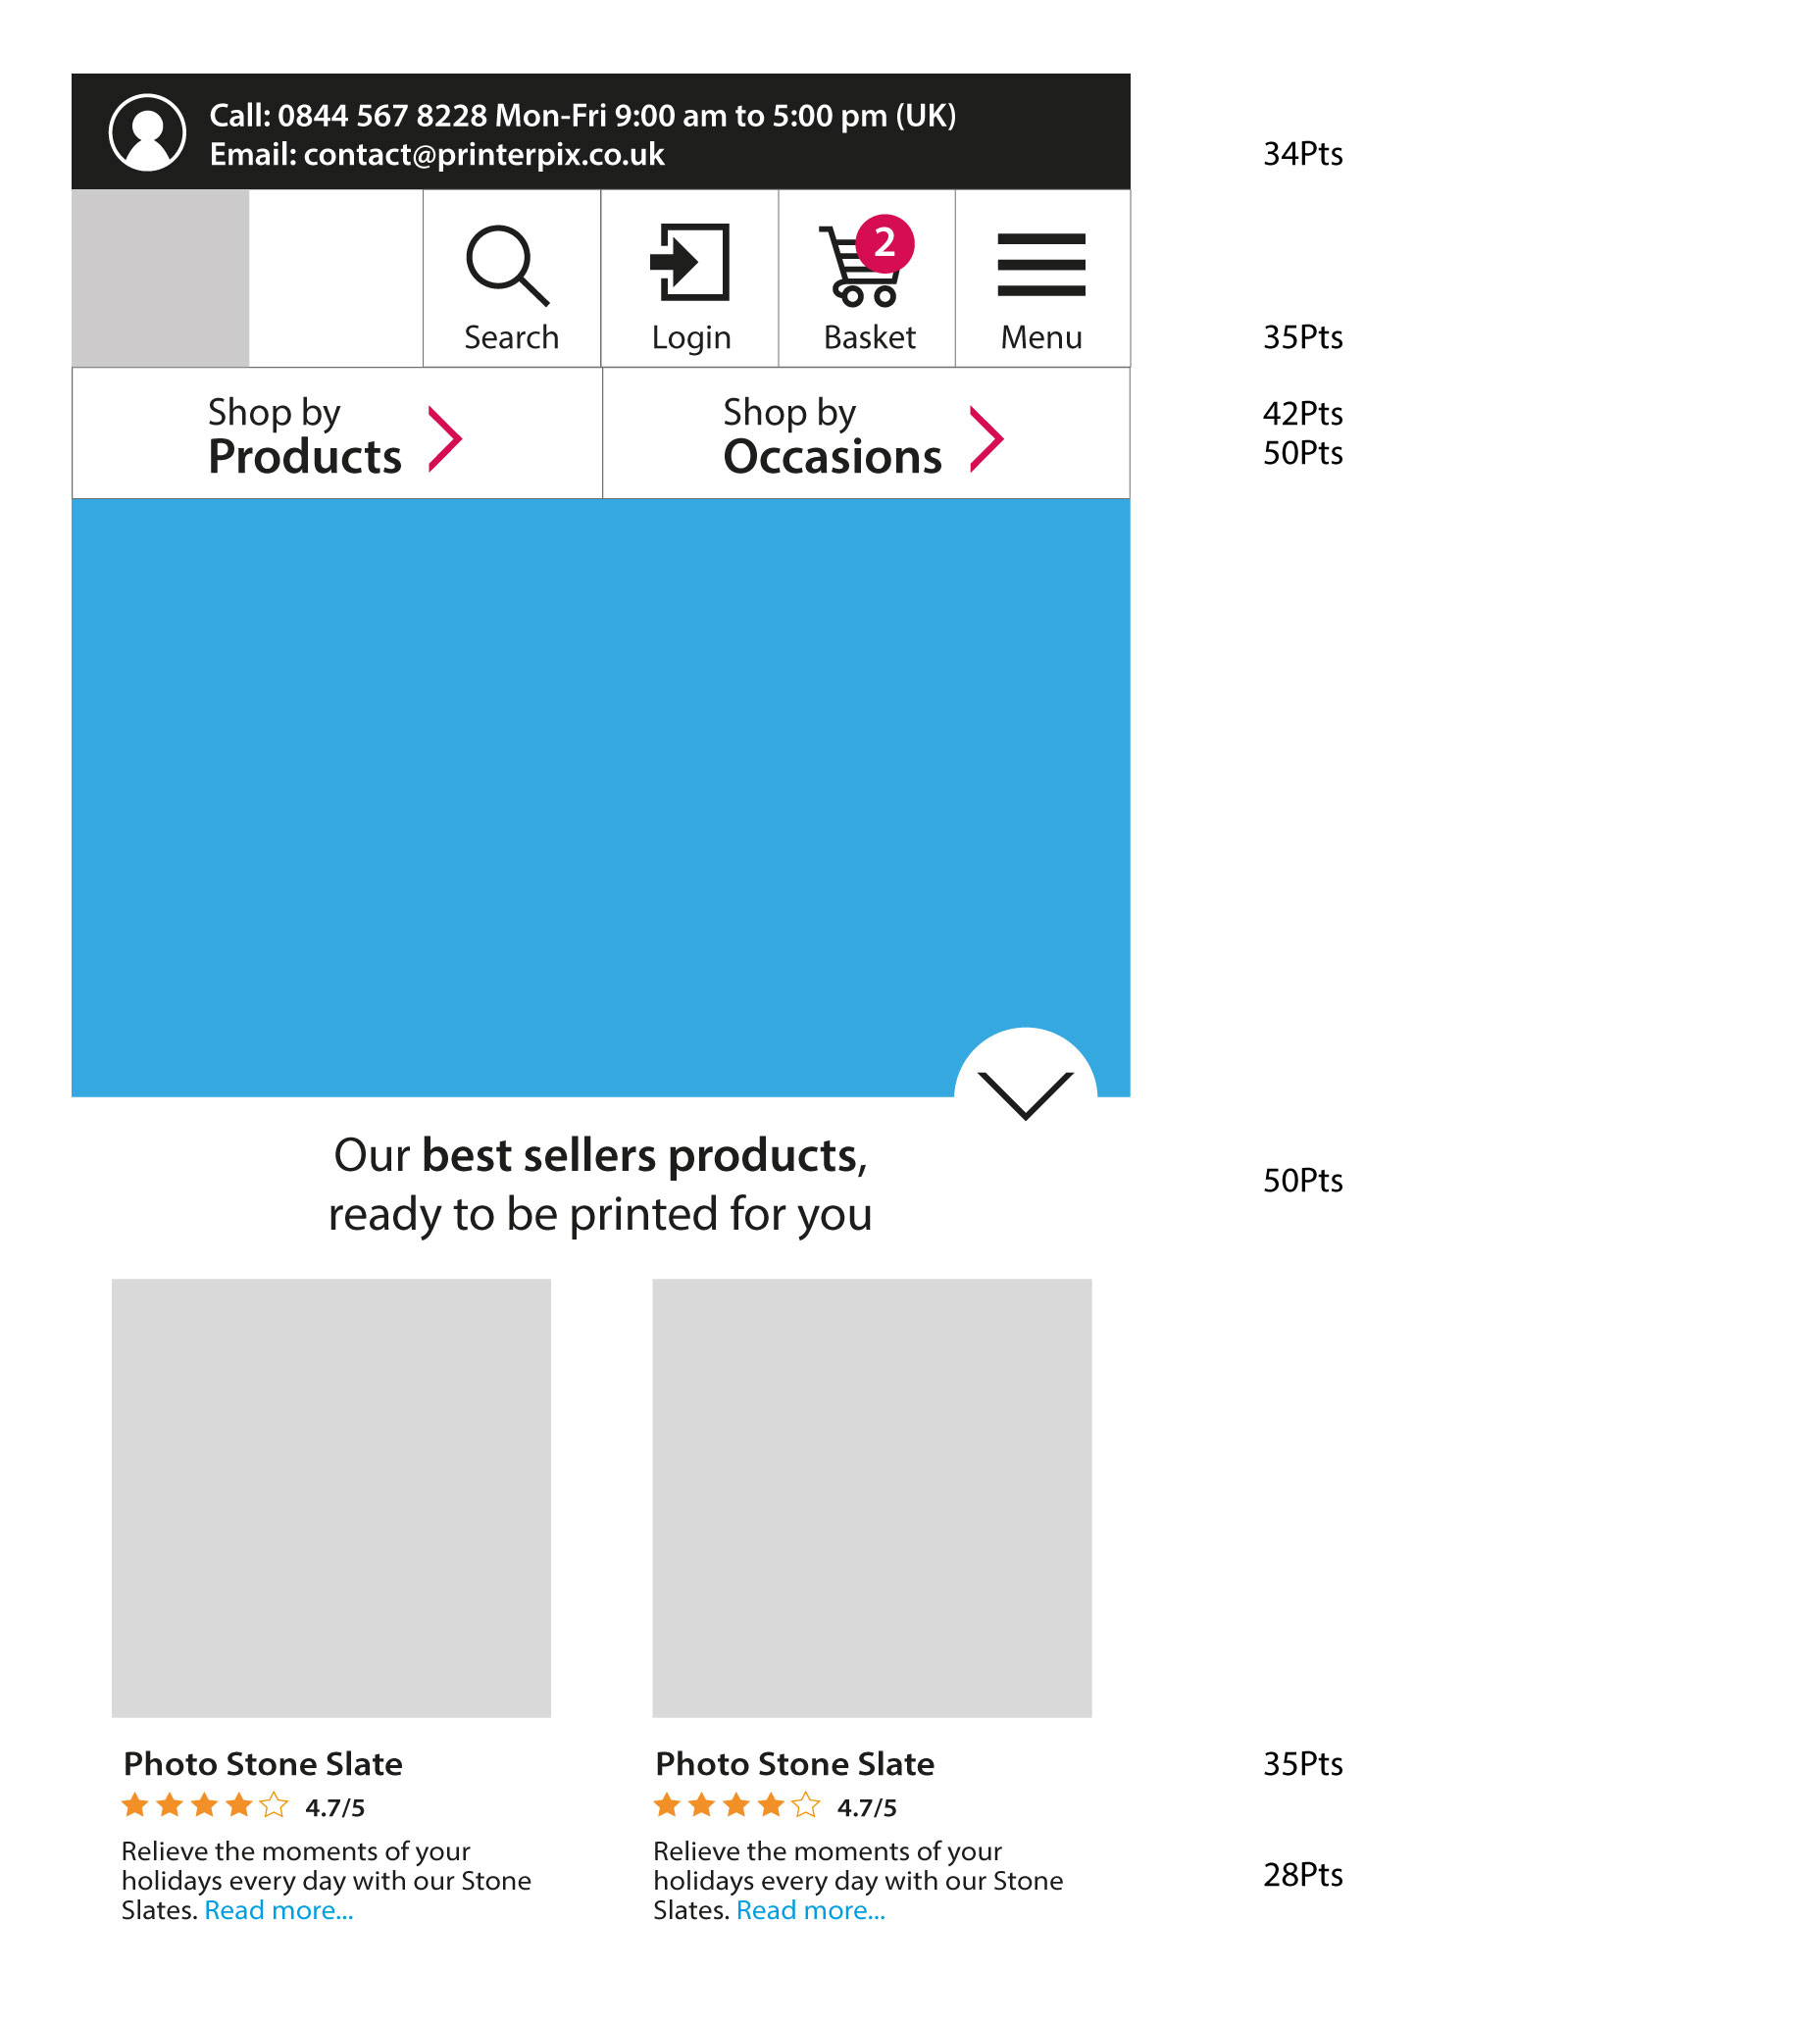 Call: 0844 567 8228 Mon-Fri 9:00 am to 5:00 pm (UK)
Email: contact@printerpix.co.uk
34Pts
2
Search
Login
Basket
Menu
35Pts
Shop by
Products
Shop by
Occasions
42Pts
50Pts
Our best sellers products,
ready to be printed for you
50Pts
Photo Stone Slate
4.7/5
Relieve the moments of your
holidays every day with our Stone
Slates. Read more...
Photo Stone Slate
4.7/5
Relieve the moments of your
holidays every day with our Stone
Slates. Read more...
35Pts
28Pts